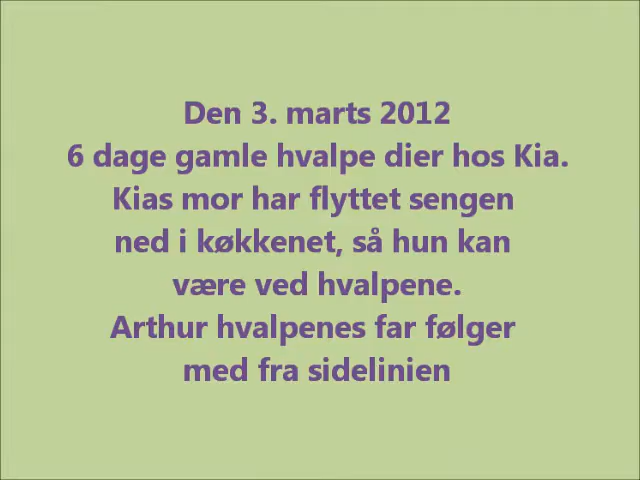 Den 3. marts 2012
6 dage gamle hvalpe dier hos Kia.
Kias mor har flyttet sengen
ned i køkkenet, så hun kan
være ved hvalpene.
Arthur hvalpenes far følger
med fra sidelinien